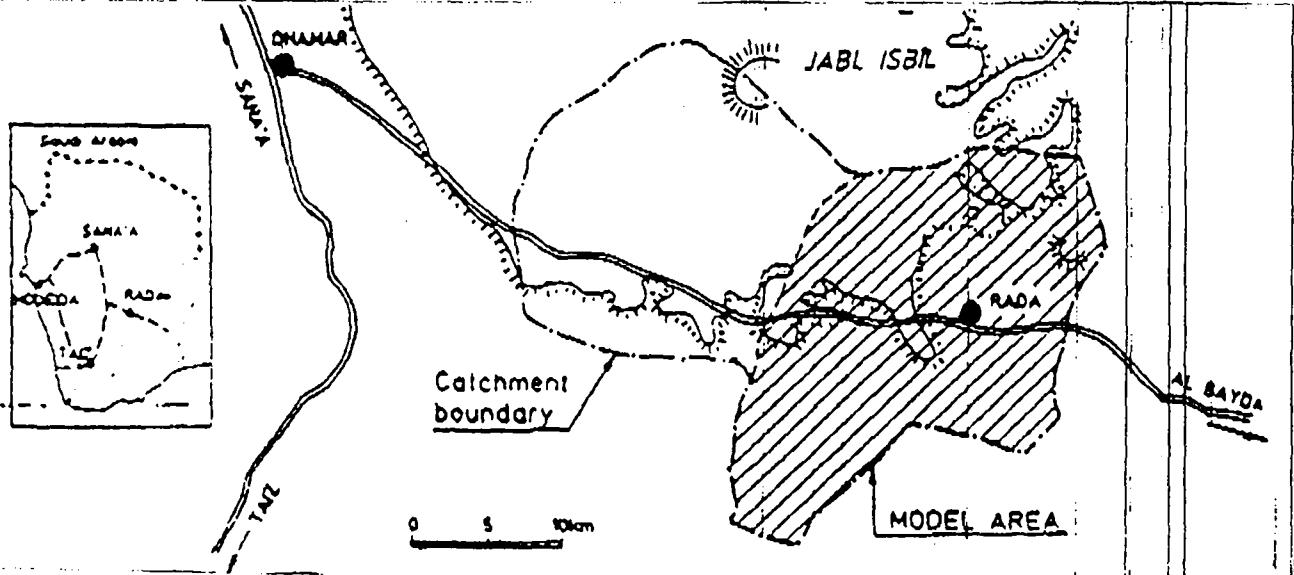 DHAMAR
JABL ISBIL
SANA'A
Saudi Arabia
SANA'A
HODEDA
RADA
TAIZ
RADA
Catchment
boundary
AL BAYDA
TAIZ
0 5 10km
MODEL AREA